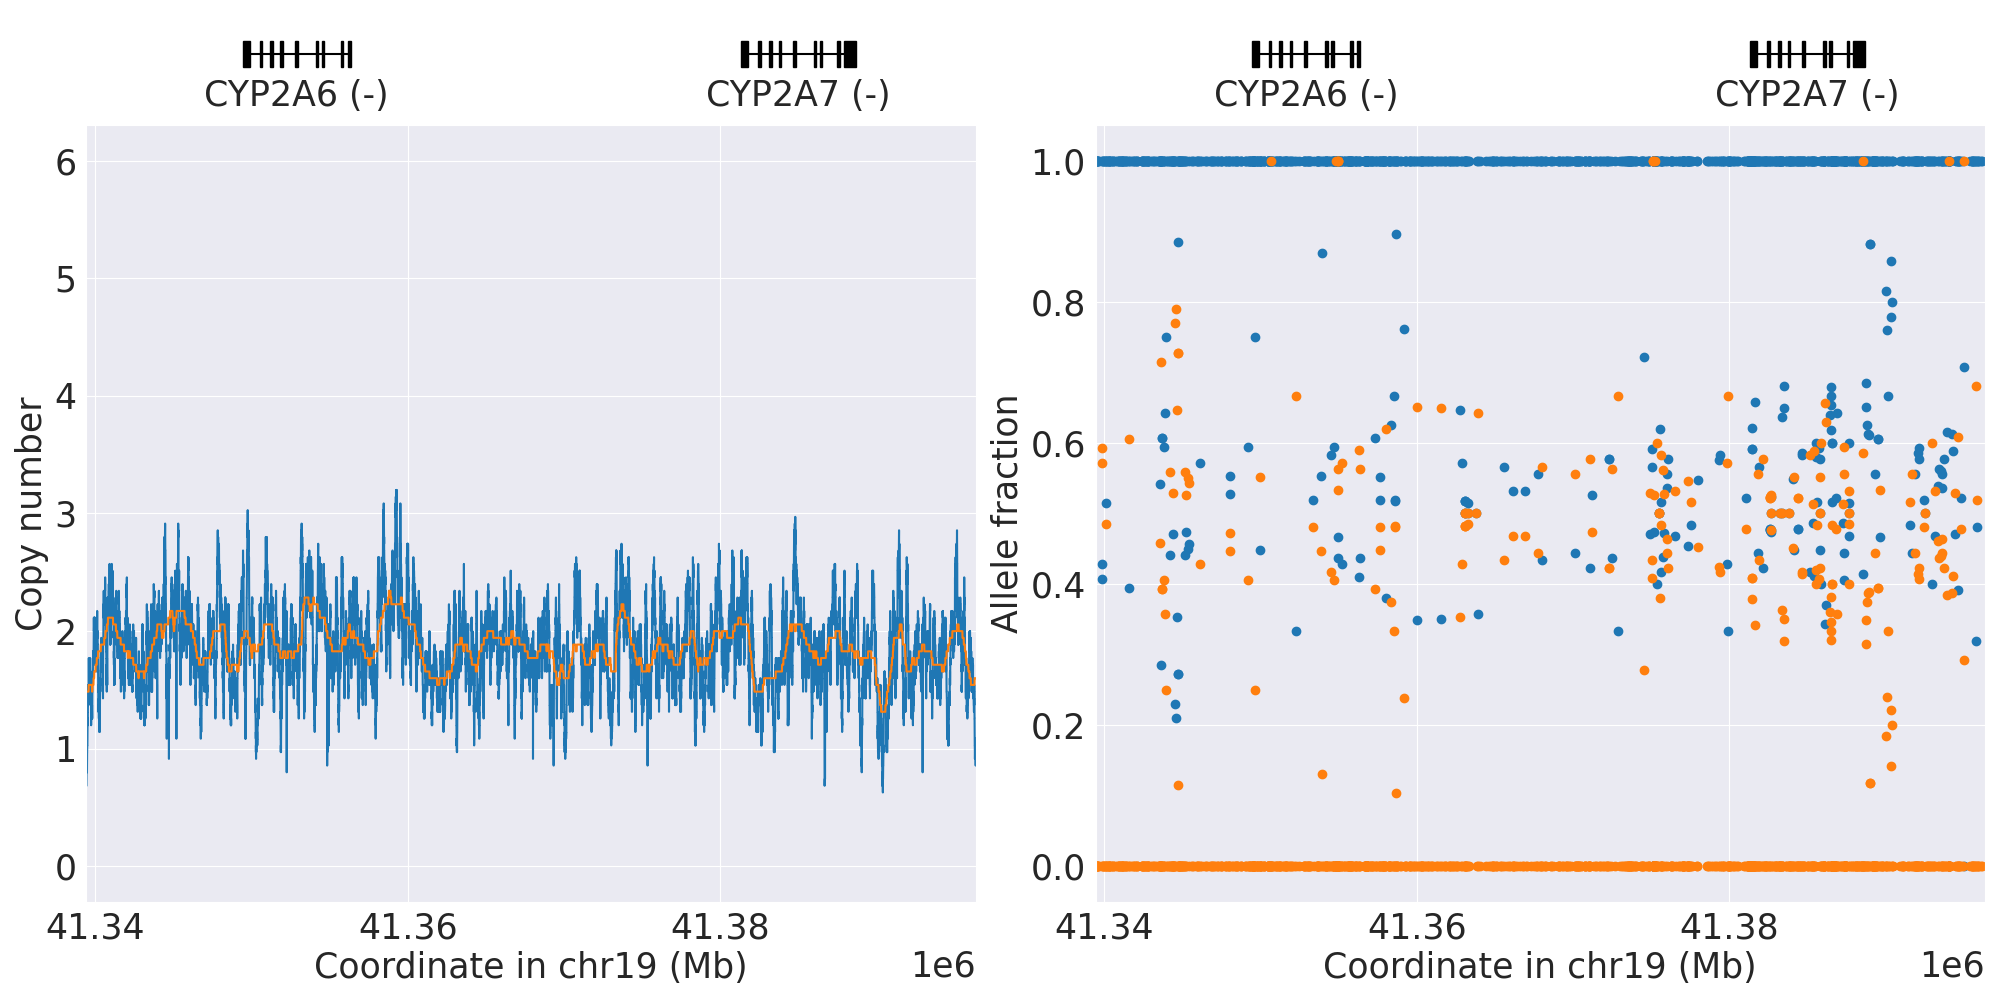 CYP2A6 (-) CYP2A7 (-)
6
5
4
3
2
1
0
Copy number
41.34 41.36 41.38
Coordinate in chr19 (Mb) 1e6
CYP2A6 (-) CYP2A7 (-)
1.0
0.8
0.6
0.4
0.2
0.0
Allele fraction
41.34 41.36 41.38
Coordinate in chr19 (Mb) 1e6